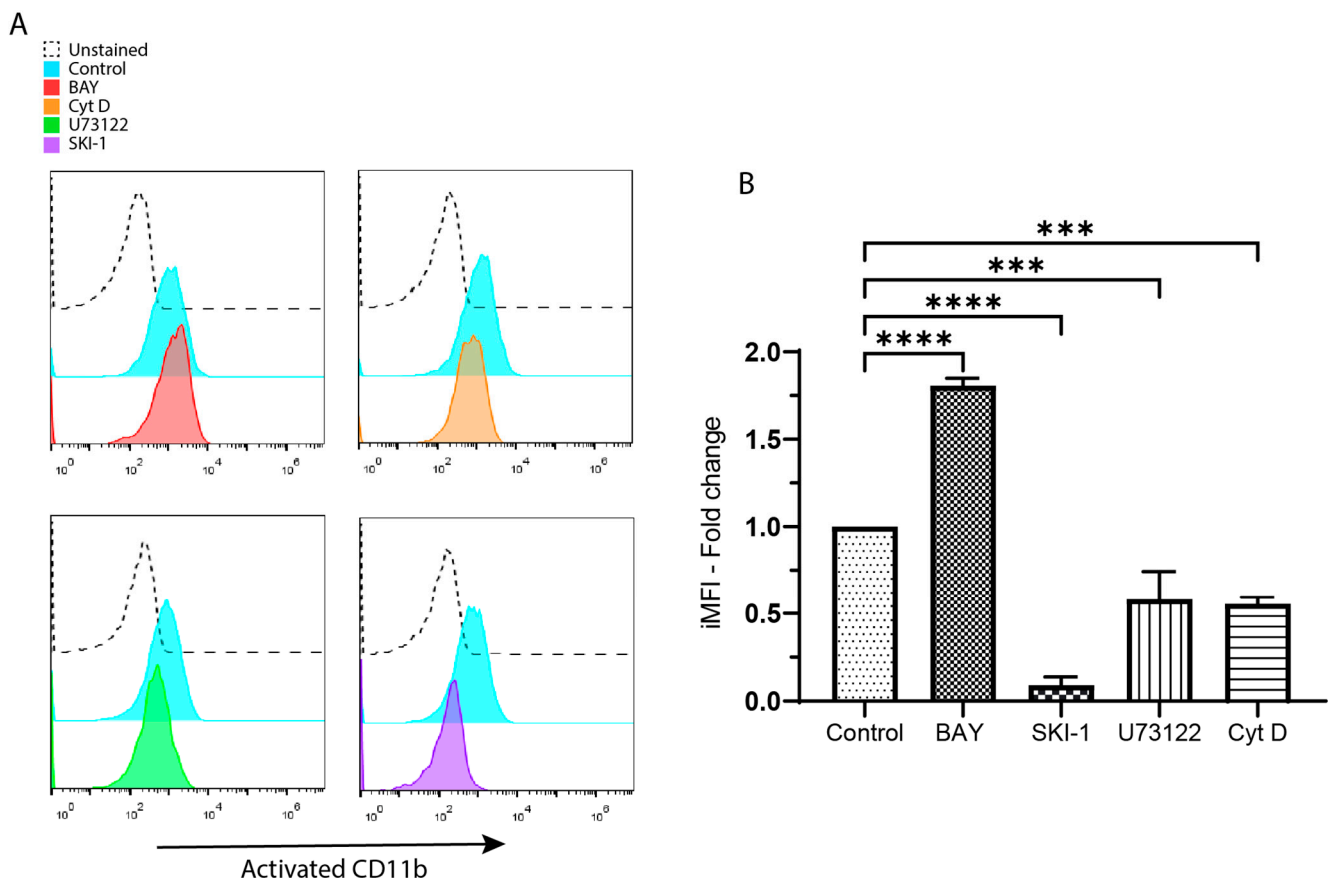 A
Unstained
Control
BAY
Cyt D
U73122
SKI-1
10^0 10^2 10^4 10^6
10^0 10^2 10^4 10^6
10^0 10^2 10^4 10^6
10^0 10^2 10^4 10^6
Activated CD11b
B
***
***
****
****
2.0
1.5
1.0
0.5
0.0
iMFI - Fold change
Control BAY SKI-1 U73122 Cyt D